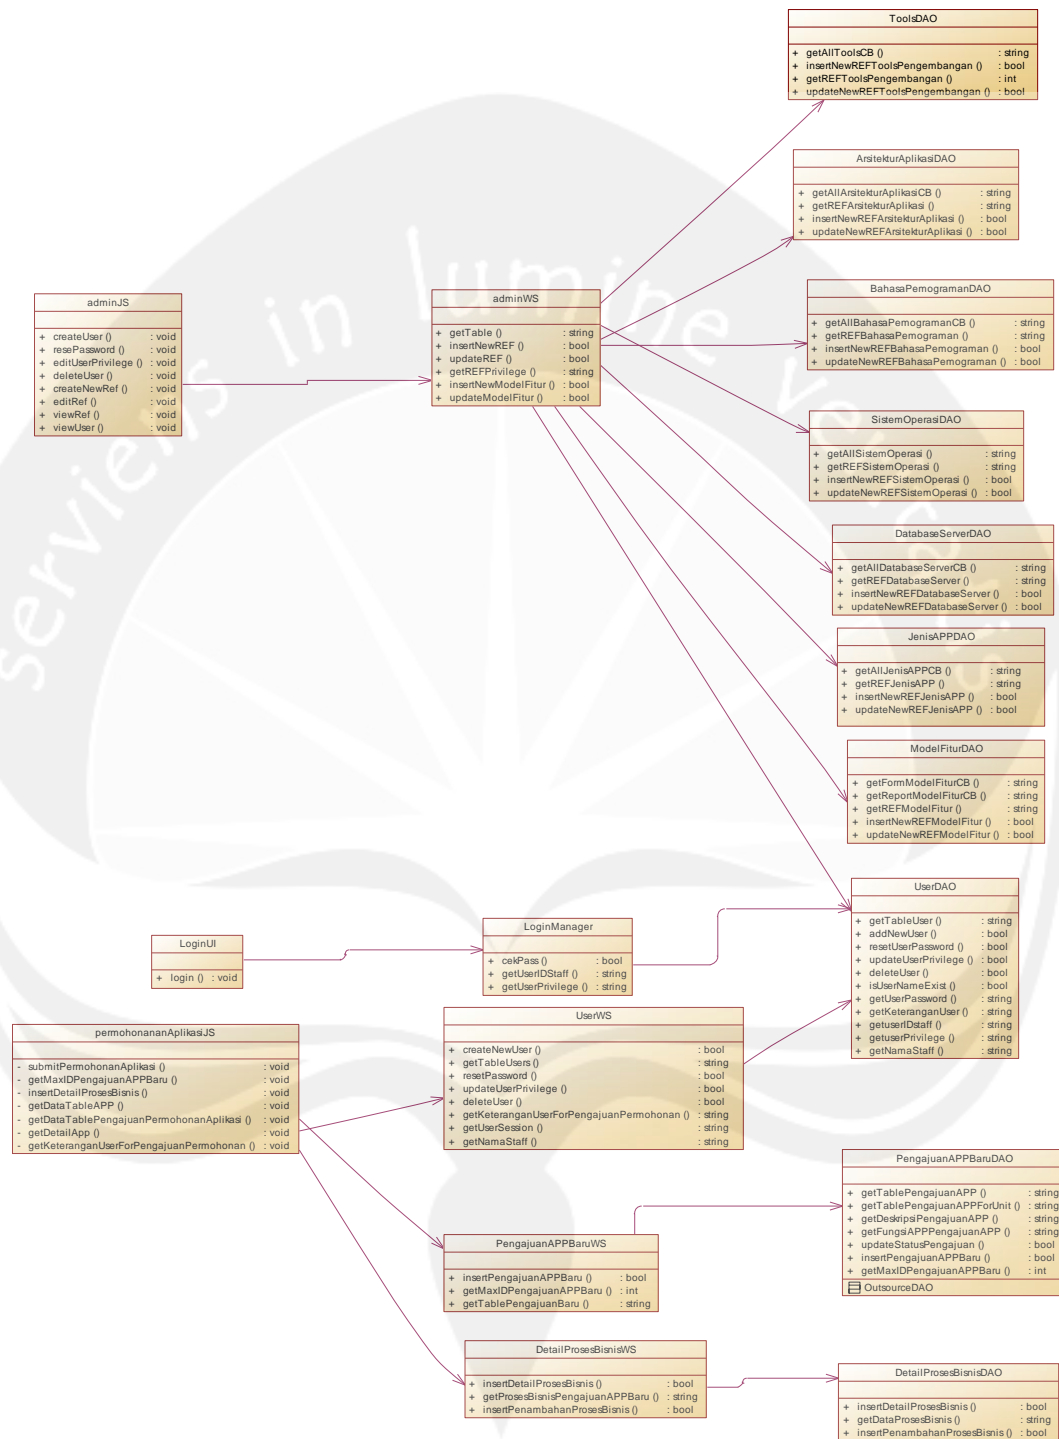 ToolsDAO
+ getAllToolsCB () : string
+ insertNewREFToolsPengembangan () : bool
+ getREFToolsPengembangan () : int
+ updateNewREFToolsPengembangan () : bool
ArsitekturAplikasiDAO
+ getAllArsitekturAplikasiCB () : string
+ getREFArsitekturAplikasi () : string
+ insertNewREFArsitekturAplikasi () : bool
+ updateNewREFArsitekturAplikasi () : bool
BahasaPemogramanDAO
+ getAllBahasaPemogramanCB () : string
+ getREFBahasaPemograman () : string
+ insertNewREFBahasaPemograman () : bool
+ updateNewREFBahasaPemograman () : bool
adminJS
+ createUser () : void
+ resePassword () : void
+ editUserPrivilege () : void
+ deleteUser () : void
+ createNewRef () : void
+ editRef () : void
+ viewRef () : void
+ viewUser () : void
adminWS
+ getTable () : string
+ insertNewREF () : bool
+ updateREF () : bool
+ getREFPrivilege () : string
+ insertNewModelFitur () : bool
+ updateModelFitur () : bool
SistemOperasiDAO
+ getAllSistemOperasi () : string
+ getREFSistemOperasi () : string
+ insertNewREFSistemOperasi () : bool
+ updateNewREFSistemOperasi () : bool
DatabaseServerDAO
+ getAllDatabaseServerCB () : string
+ getREFDatabaseServer () : string
+ insertNewREFDatabaseServer () : bool
+ updateNewREFDatabaseServer () : bool
JenisAPPDAO
+ getAllJenisAPPCB () : string
+ getREFJenisAPP () : string
+ insertNewREFJenisAPP () : bool
+ updateNewREFJenisAPP () : bool
ModelFiturDAO
+ getFormModelFiturCB () : string
+ getReportModelFiturCB () : string
+ getREFModelFitur () : string
+ insertNewREFModelFitur () : bool
+ updateNewREFModelFitur () : bool
UserDAO
+ getTableUser () : string
+ addNewUser () : bool
+ resetUserPassword () : bool
+ updateUserPrivilege () : bool
+ deleteUser () : bool
+ isUserNameExist () : bool
+ getUserPassword () : string
+ getKeteranganUser () : string
+ getuserIDstaff () : string
+ getuserPrivilege () : string
+ getNamaStaff () : string
LoginUI
+ login () : void
LoginManager
+ cekPass () : bool
+ getUserIDStaff () : string
+ getUserPrivilege () : string
permohonananAplikasiJS
- submitPermohonanAplikasi () : void
- getMaxIDPengajuanAPPBaru () : void
- insertDetailProsesBisnis () : void
- getDataTableAPP () : void
- getDataTablePengajuanPermohonanAplikasi () : void
- getDetailApp () : void
- getKeteranganUserForPengajuanPermohonan () : void
UserWS
+ createNewUser () : bool
+ getTableUsers () : string
+ resetPassword () : bool
+ updateUserPrivilege () : bool
+ deleteUser () : bool
+ getKeteranganUserForPengajuanPermohonan () : string
+ getUserSession () : string
+ getNamaStaff () : string
PengajuanAPPBaruDAO
+ getTablePengajuanAPP () : string
+ getTablePengajuanAPPForUnit () : string
+ getDeskripsiPengajuanAPP () : string
+ getFungsiAPPPengajuanAPP () : string
+ updateStatusPengajuan () : bool
+ insertPengajuanAPPBaru () : bool
+ getMaxIDPengajuanAPPBaru () : int
OutsourceDAO
PengajuanAPPBaruWS
+ insertPengajuanAPPBaru () : bool
+ getMaxIDPengajuanAPPBaru () : int
+ getTablePengajuanBaru () : string
DetailProsesBisnisWS
+ insertDetailProsesBisnis () : bool
+ getProsesBisnisPengajuanAPPBaru () : string
+ insertPenambahanProsesBisnis () : bool
DetailProsesBisnisDAO
+ insertDetailProsesBisnis () : bool
+ getDataProsesBisnis () : string
+ insertPenambahanProsesBisnis () : bool
serviens in lumine veritatis